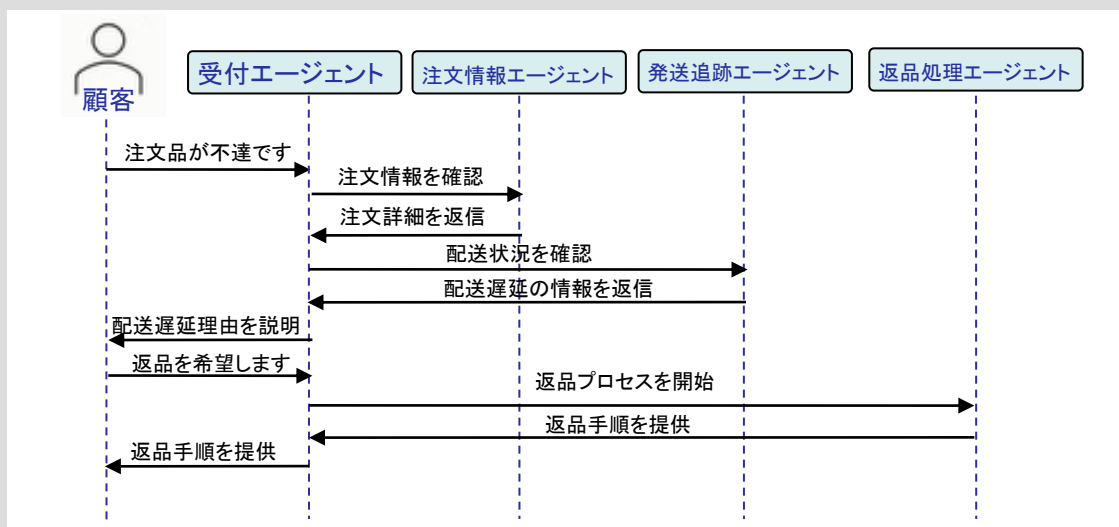 顧客
受付エージェント
注文情報エージェント
発送追跡エージェント
返品処理エージェント
注文品が不達です
注文情報を確認
注文詳細を返信
配送状況を確認
配送遅延の情報を返信
配送遅延理由を説明
返品を希望します
返品プロセスを開始
返品手順を提供
返品手順を提供